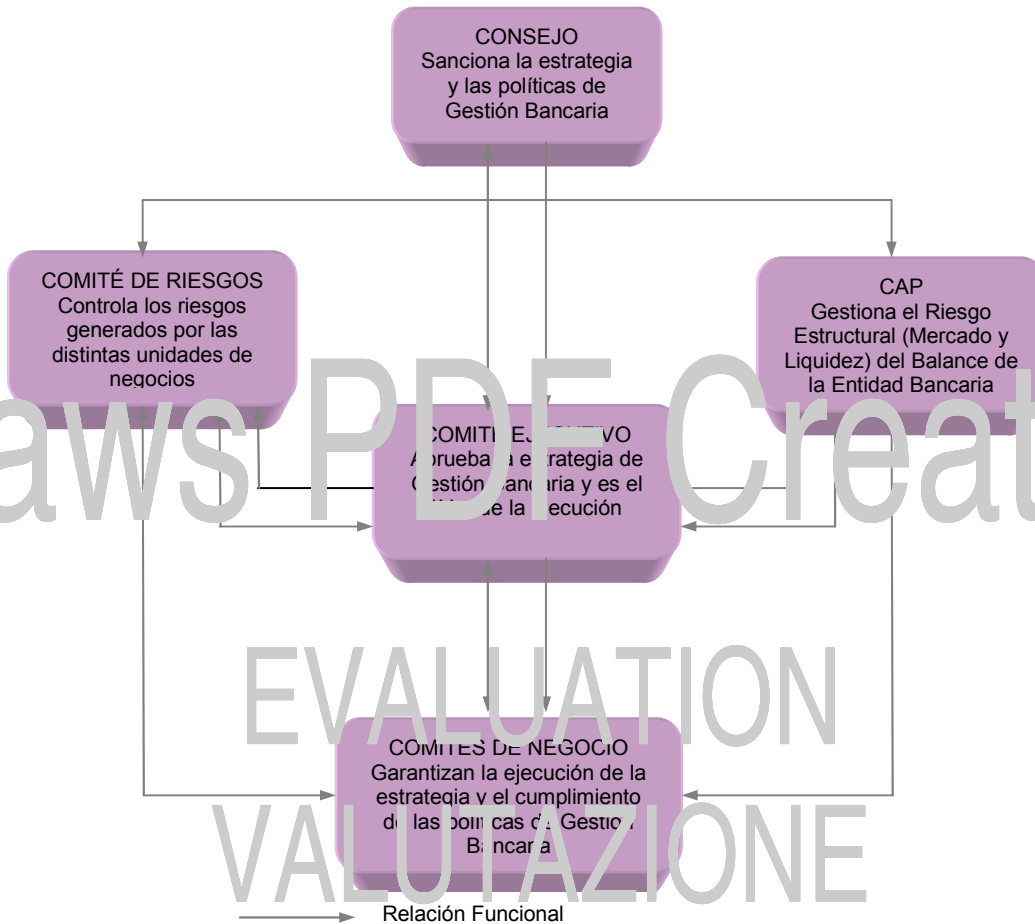 CONSEJO
Sanciona la estrategia
y las políticas de
Gestión Bancaria
COMITÉ DE RIESGOS
Controla los riesgos
generados por las
distintas unidades de
negocios
CAP
Gestiona el Riesgo
Estructural (Mercado y
Liquidez) del Balance de
la Entidad Bancaria
aws PDF Creat
COMITÉ EJECUTIVO
Aprueba la estrategia de
Gestión Bancaria y es el
de la ejecución
EVALUATION
COMITES DE NEGOCIO
Garantizan la ejecución de la
estrategia y el cumplimiento
de las políticas de Gestión
Bancaria
VALUTAZIONE
Relación Funcional